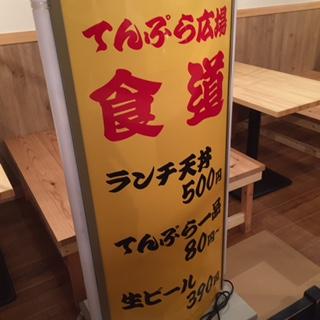 てんぷら広場
食道
ランチ天丼
500円
てんぷら一品
80円~
生ビール 390円